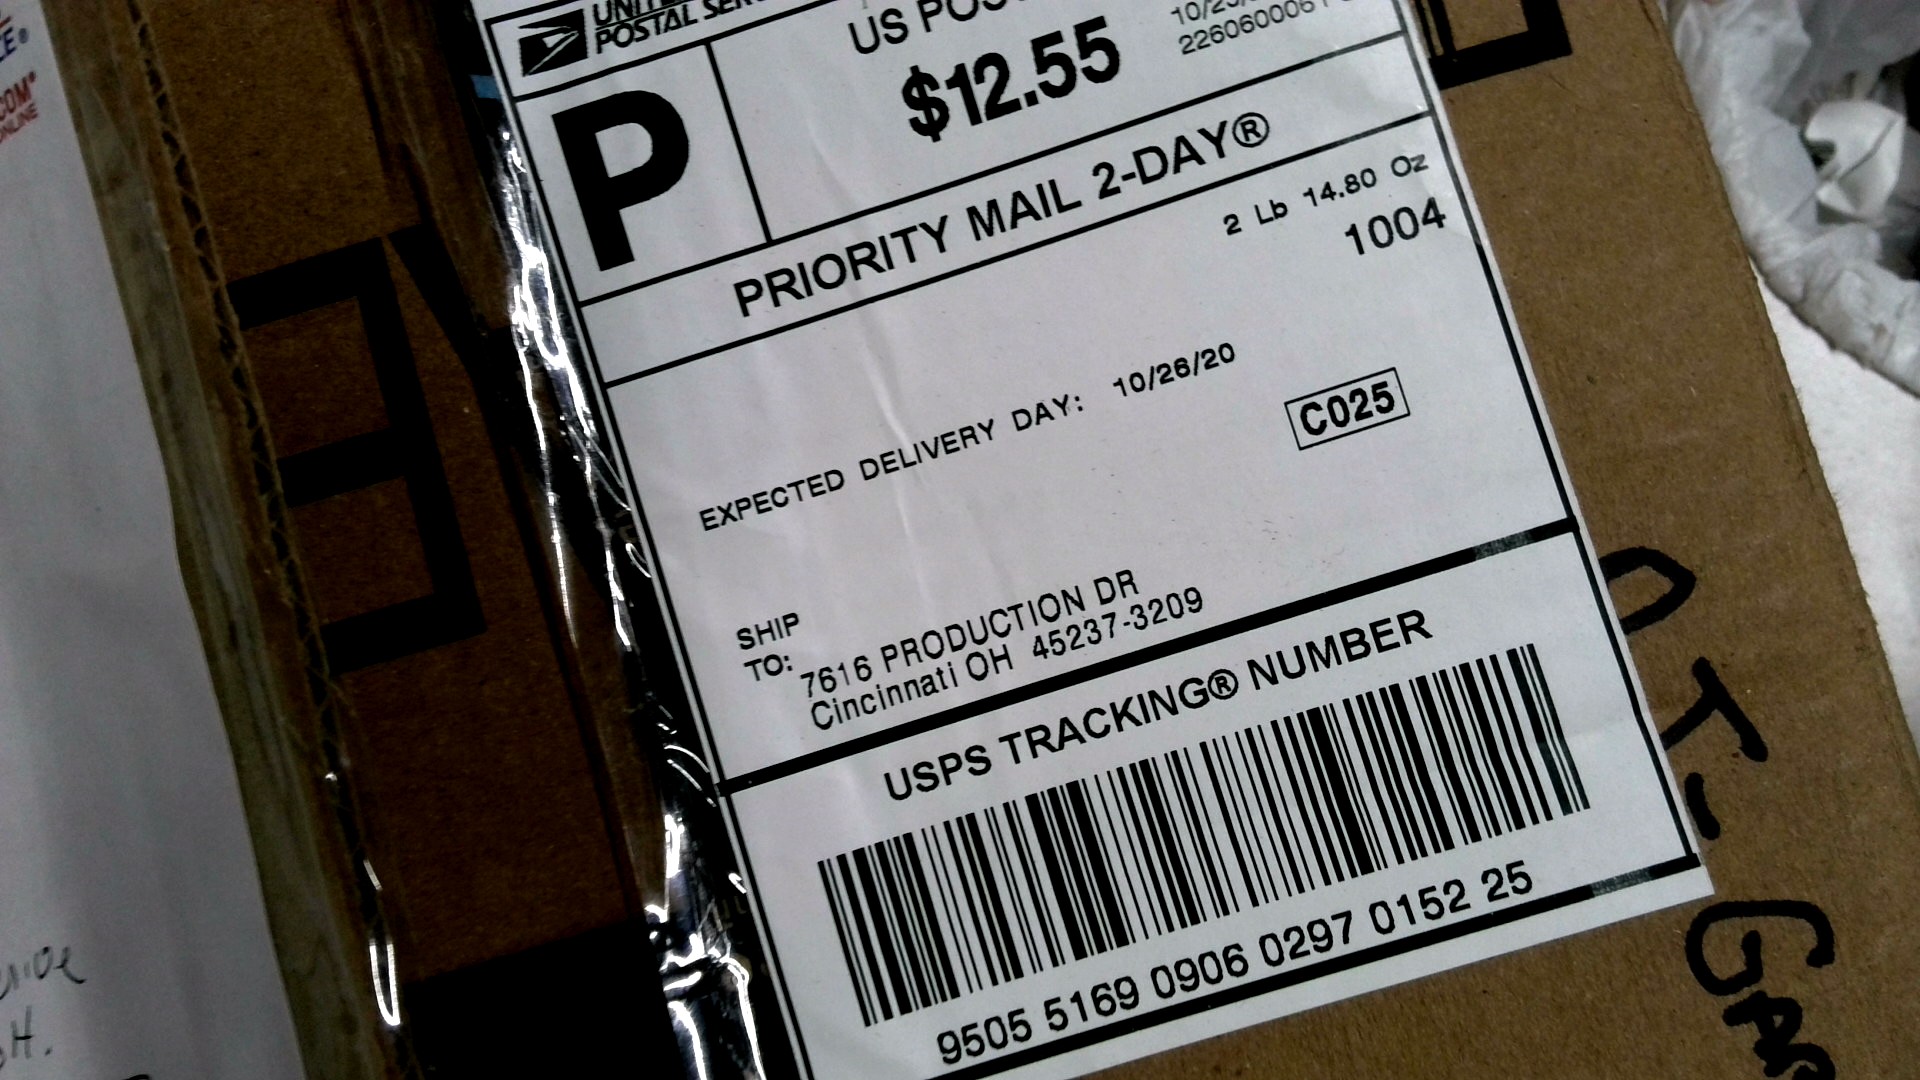 POSTAL
US
$12.55
P
PRIORITY MAIL 2-DAY®
2 Lb 14.80 Oz
1004
EXPECTED DELIVERY DAY: 10/26/20
C025
SHIP
TO:
7616 PRODUCTION DR
Cincinnati OH 45237-3209
USPS TRACKING® NUMBER
9505 5169 0906 0297 0152 25